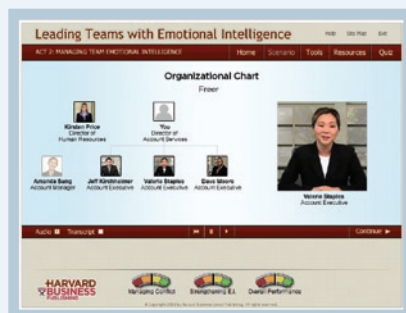 Leading Teams with Emotional Intelligence
Help Site Map Exit
ACT 2: MANAGING TEAM EMOTIONAL INTELLIGENCE
Home Scenario Tools Resources Quiz
Organizational Chart
Freer
Kirsten Price
Director of
Human Resources
You
Director of
Account Services
Amanda Sung
Account Manager
Jeff Kirchheimer
Account Executive
Valerie Staples
Account Executive
Dave Moore
Account Executive
Valerie Staples
Account Executive
Audio Transcript
Continue
HARVARD
BUSINESS
PUBLISHING
Managing Conflict
Strengthening E.I.
Overall Performance